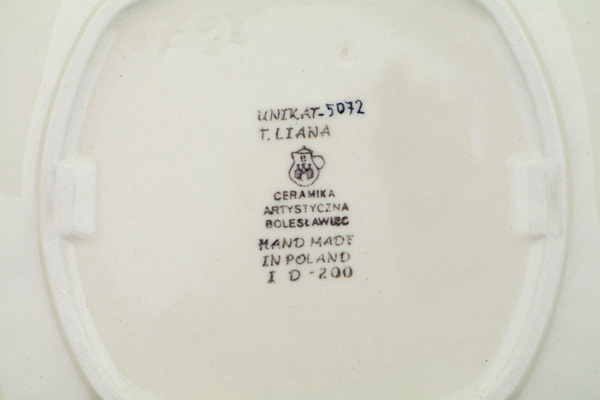 UNIKAT-5072
T. LIANA
B
CERAMIKA
ARTYSTYCZNA
BOLESŁAWIEC
HAND MADE
IN POLAND
I D-200